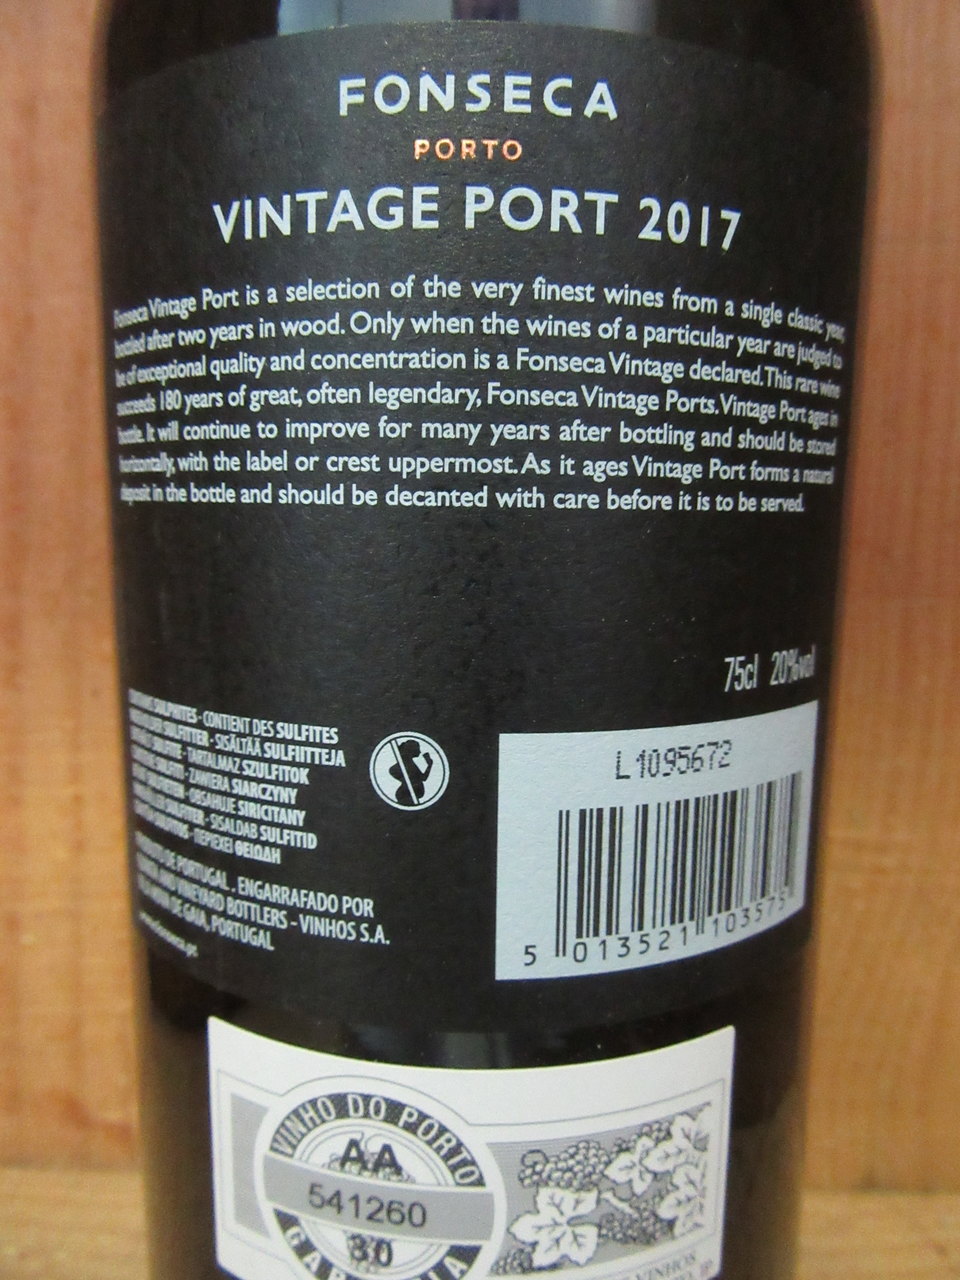 FONSECA
PORTO
VINTAGE PORT 2017
Fonseca Vintage Port is a selection of the very finest wines from a single classic year,
bottled after two years in wood. Only when the wines of a particular year are judged to
be of exceptional quality and concentration is a Fonseca Vintage declared. This rare wine
succeeds 180 years of great, often legendary, Fonseca Vintage Ports. Vintage Port ages in
bottle. It will continue to improve for many years after bottling and should be stored
horizontally, with the label or crest uppermost. As it ages Vintage Port forms a natural
deposit in the bottle and should be decanted with care before it is to be served.
75cl 20%vol
SULPHITES · CONTIENT DES SULFITES
SULFITTER · SISÄLTÄÄ SULFIITTEJA
· TARTALMAZ SZULFITOK
· ZAWIERA SIARCZYNY
· OBSAHUJE SIRICITANY
· SISALDAB SULFITID
· ΠΕΡΙΕΧΕΙ ΘΕΙΩΔΗ
DE PORTUGAL . ENGARRAFADO POR
AND VINEYARD BOTTLERS - VINHOS S.A.
DE GAIA, PORTUGAL
L1095672
5 013521 103575
VINHO DO PORTO
AA
541260
30
GARANTIA
VINHOS